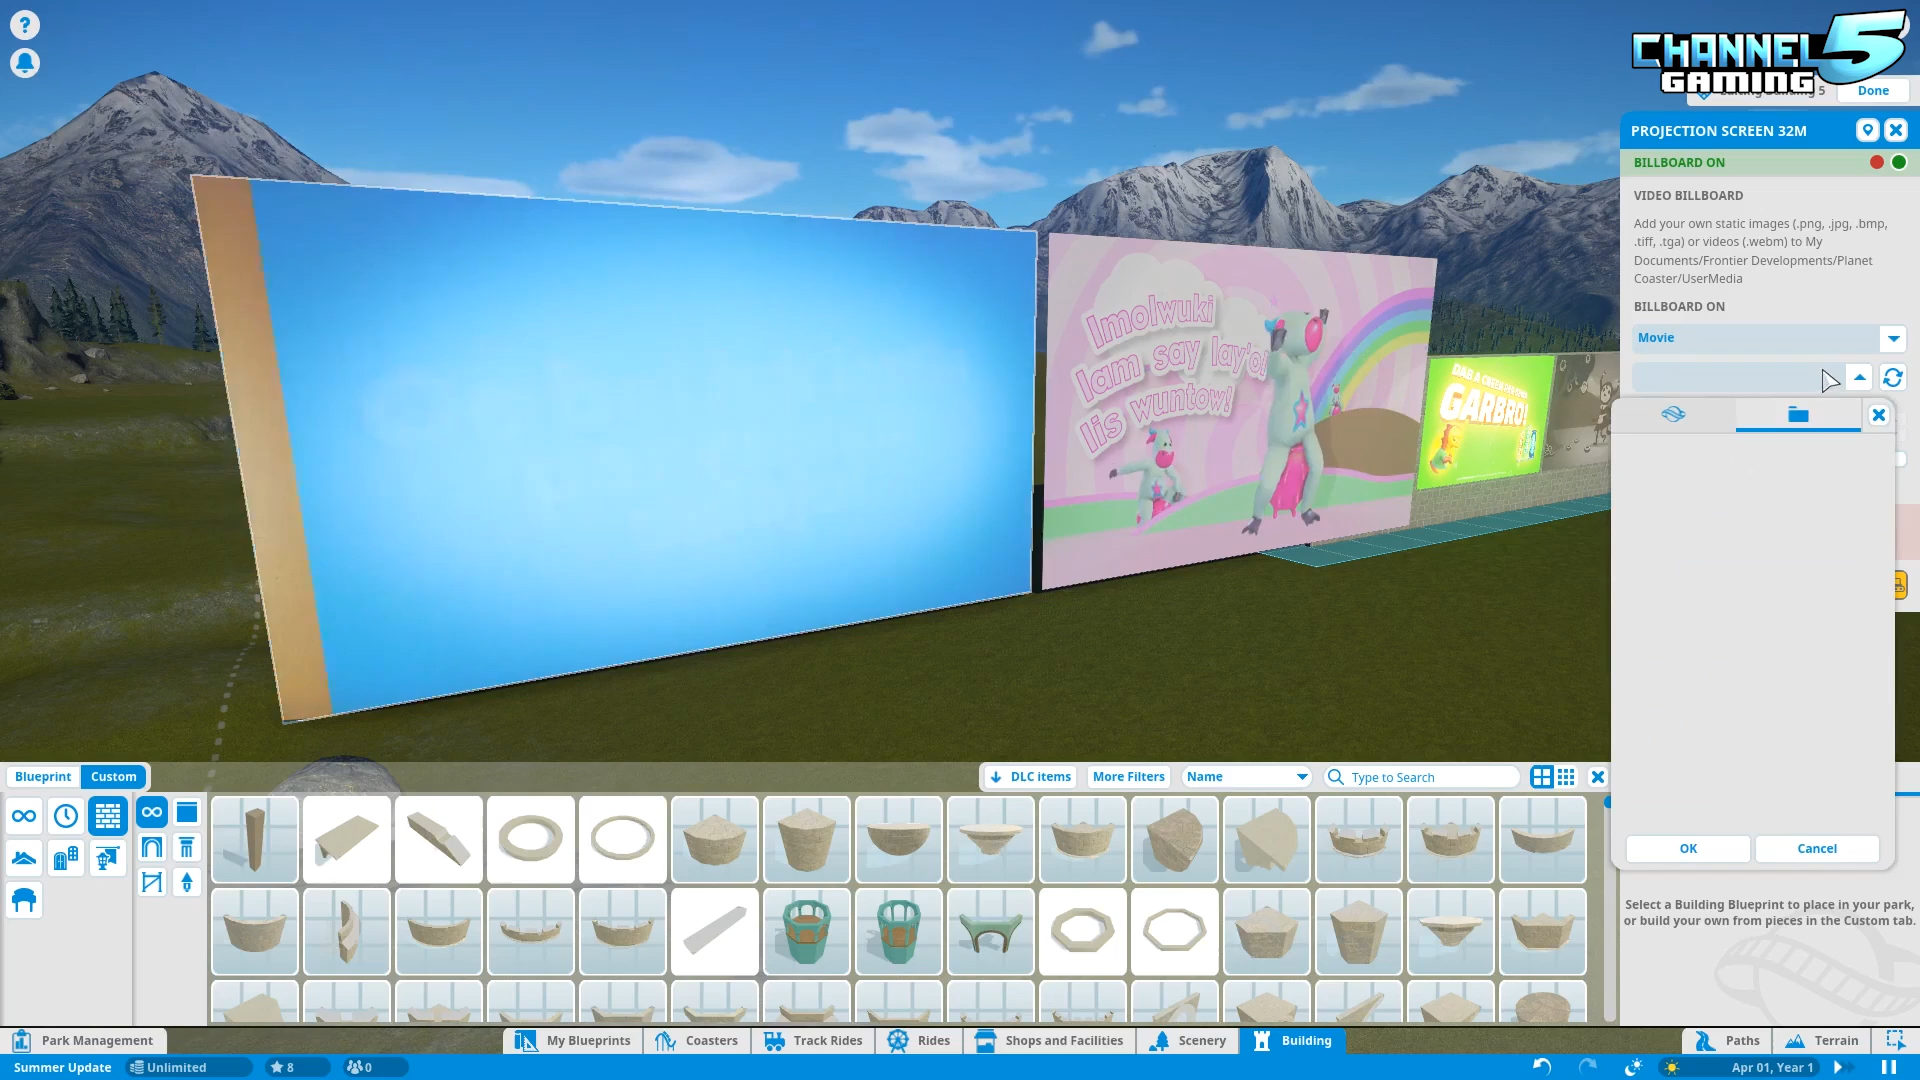 CHANNEL 5
GAMING
Done
PROJECTION SCREEN 32M
BILLBOARD ON
VIDEO BILLBOARD
Add your own static images (.png, .jpg, .bmp,
.tiff, .tga) or videos (.webm) to My
Documents/Frontier Developments/Planet
Coaster/UserMedia
BILLBOARD ON
Movie
Imolwuki
Iam say lay'o!
Iis wuntow!
DAB A
GARBRO!
OK
Cancel
Blueprint
Custom
DLC items
More Filters
Name
Type to Search
Select a Building Blueprint to place in your park,
or build your own from pieces in the Custom tab.
Park Management
My Blueprints
Coasters
Track Rides
Rides
Shops and Facilities
Scenery
Building
Paths
Terrain
Summer Update
Unlimited
8
0
Apr 01, Year 1